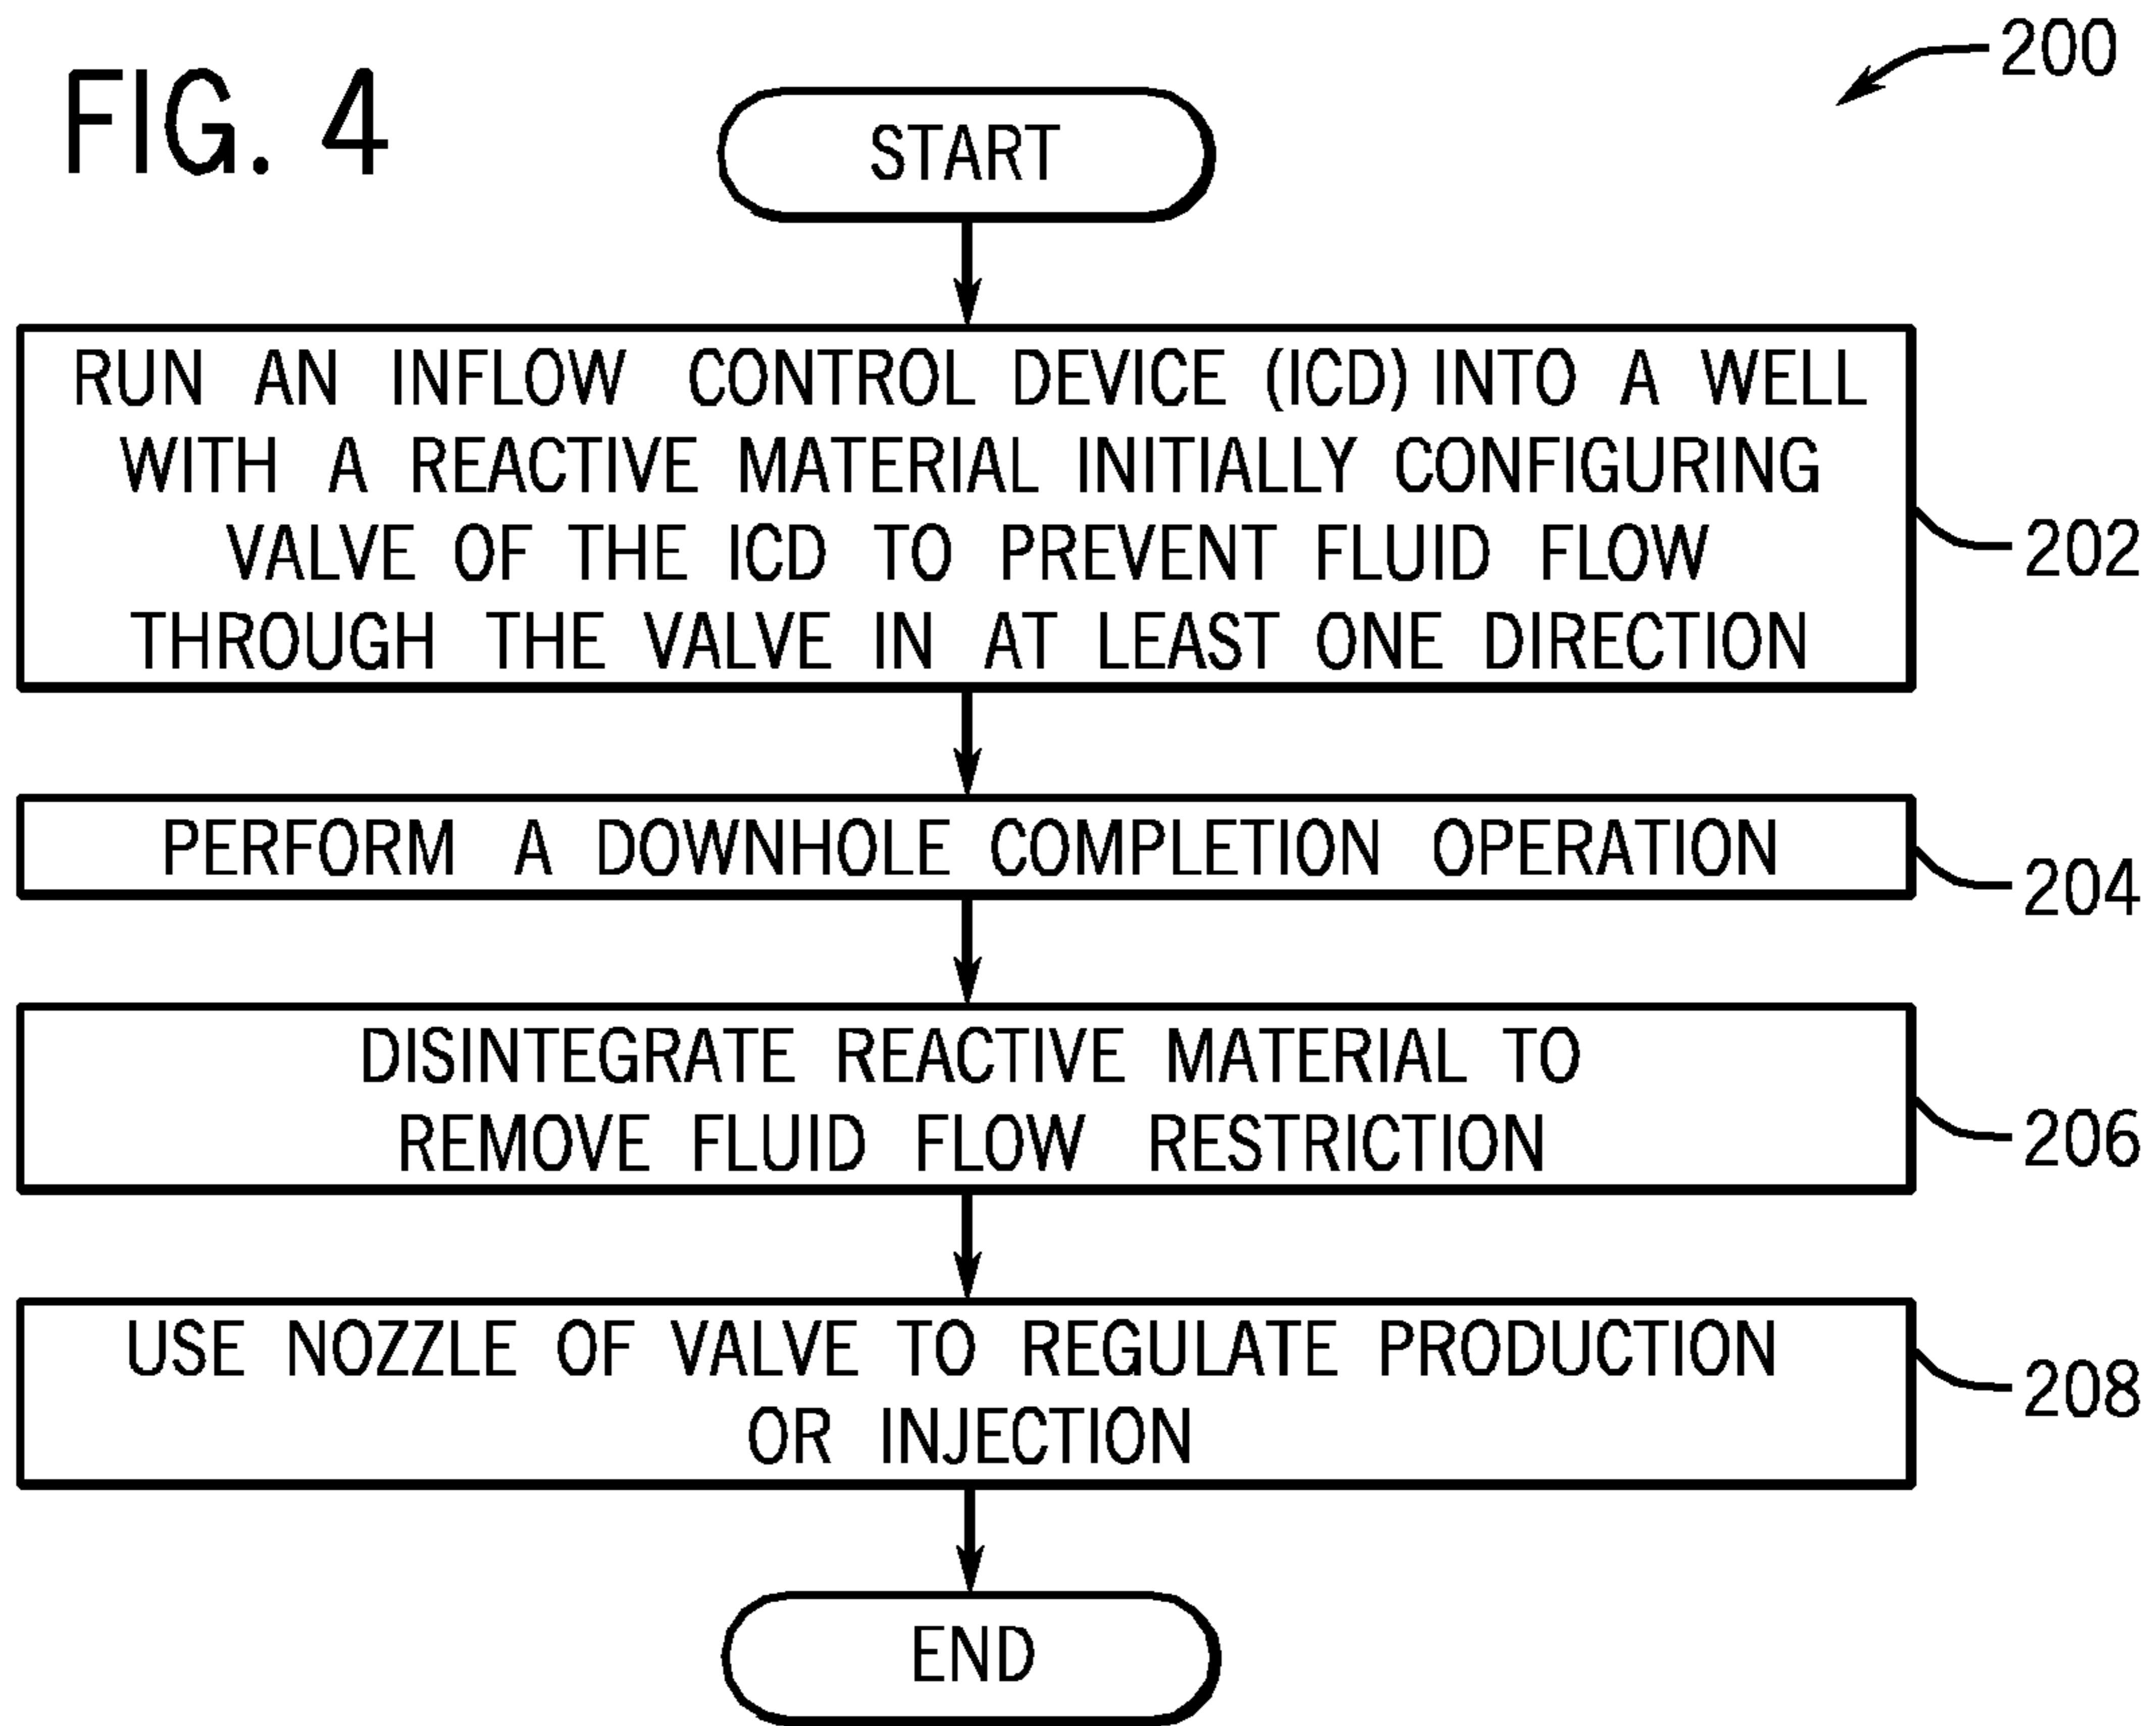 FIG. 4
200
START
RUN AN INFLOW CONTROL DEVICE (ICD) INTO A WELL
WITH A REACTIVE MATERIAL INITIALLY CONFIGURING
VALVE OF THE ICD TO PREVENT FLUID FLOW
THROUGH THE VALVE IN AT LEAST ONE DIRECTION
202
PERFORM A DOWNHOLE COMPLETION OPERATION
204
DISINTEGRATE REACTIVE MATERIAL TO
REMOVE FLUID FLOW RESTRICTION
206
USE NOZZLE OF VALVE TO REGULATE PRODUCTION
OR INJECTION
208
END